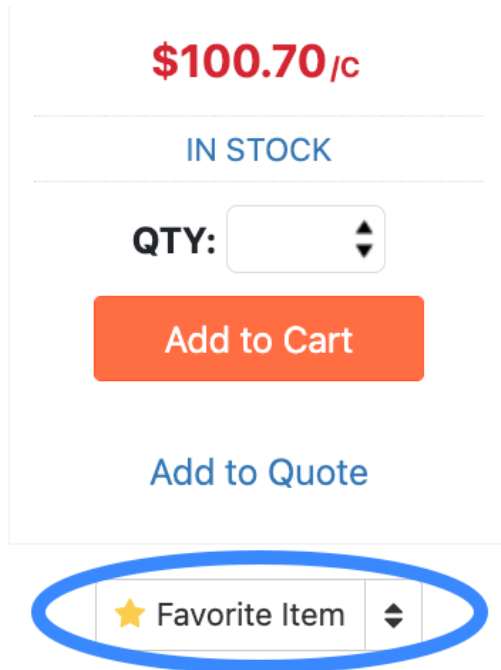 $100.70/C
IN STOCK
QTY:
Add to Cart
Add to Quote
Favorite Item